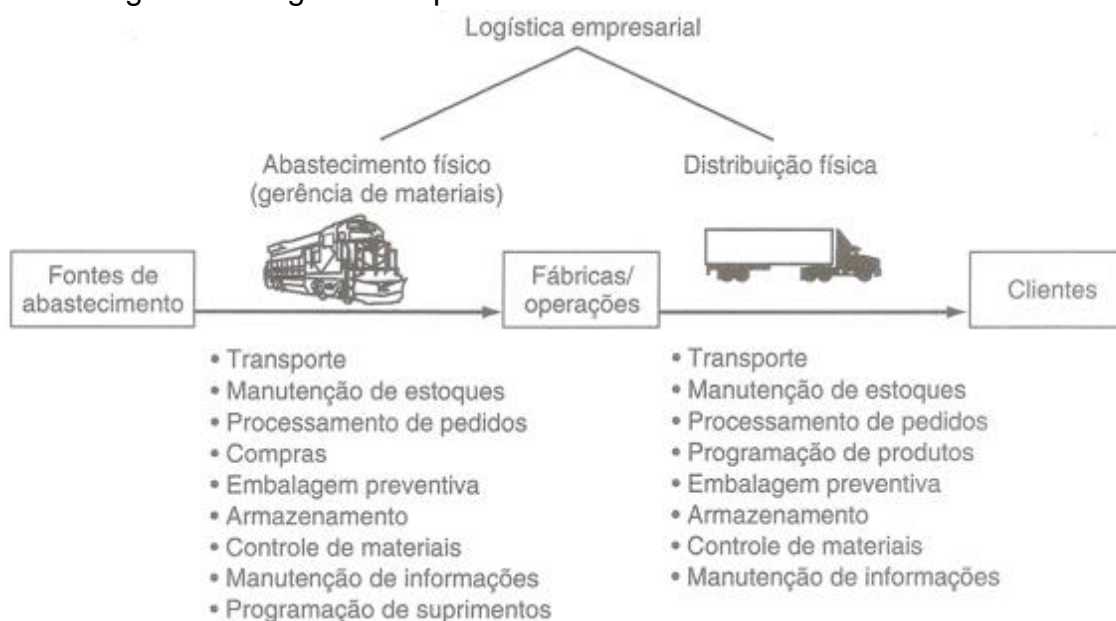 Logística empresarial
Abastecimento físico
(gerência de materiais)
Distribuição física
Fontes de
abastecimento
Fábricas/
operações
Clientes
• Transporte
• Manutenção de estoques
• Processamento de pedidos
• Compras
• Embalagem preventiva
• Armazenamento
• Controle de materiais
• Manutenção de informações
• Programação de suprimentos
• Transporte
• Manutenção de estoques
• Processamento de pedidos
• Programação de produtos
• Embalagem preventiva
• Armazenamento
• Controle de materiais
• Manutenção de informações